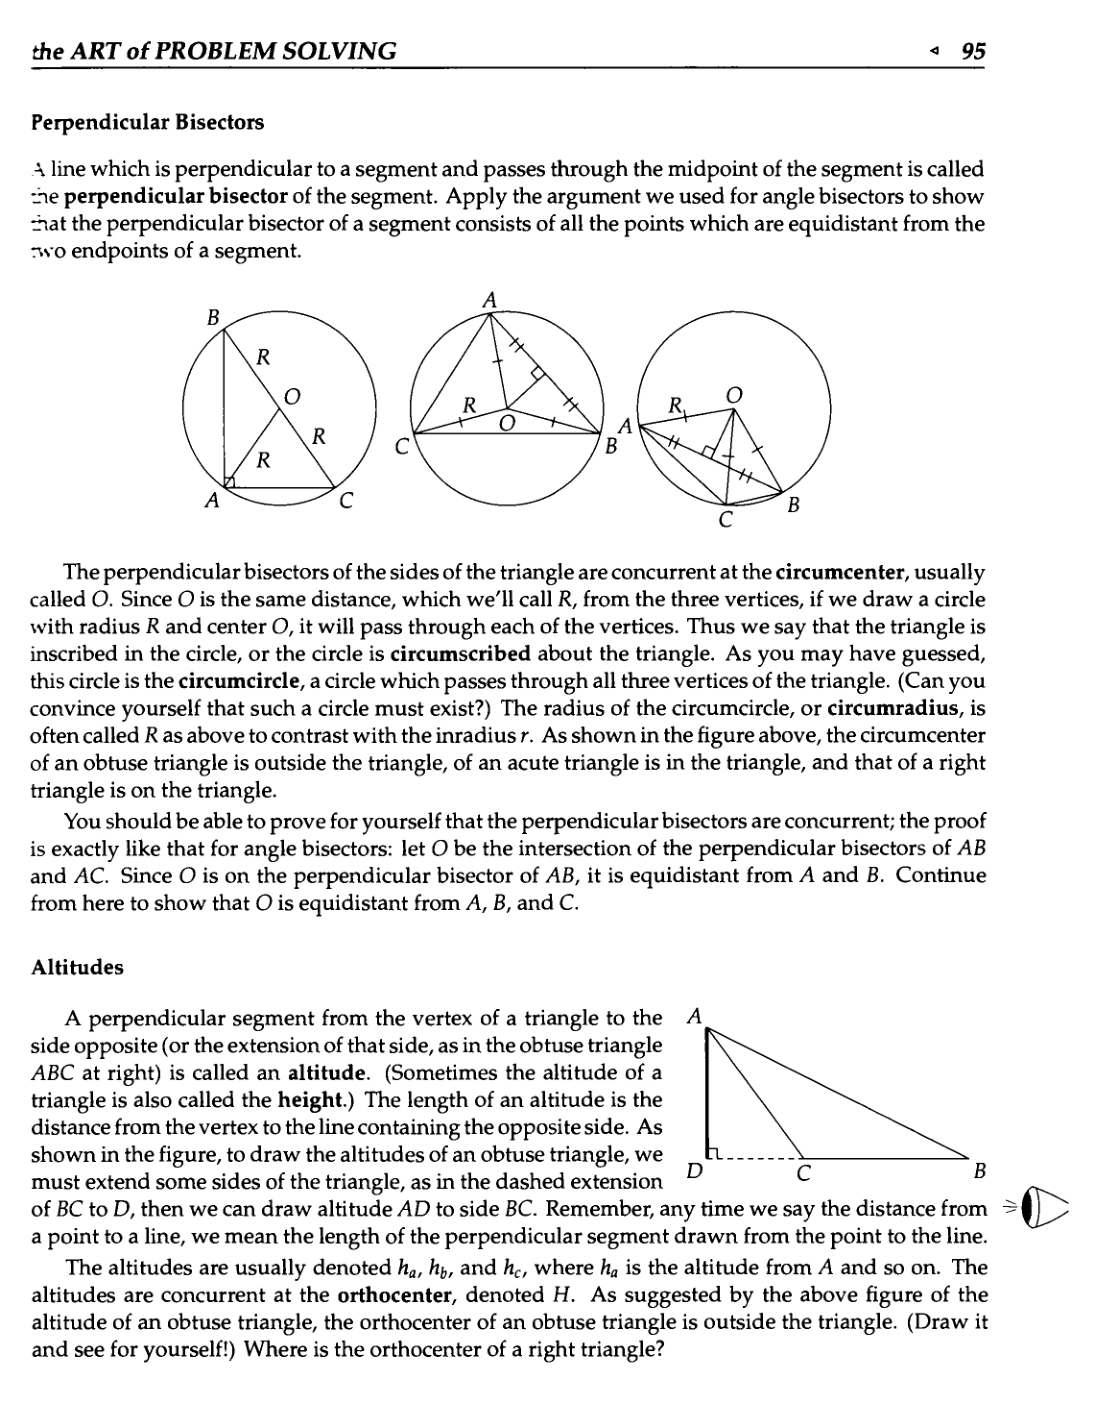 the ART of PROBLEM SOLVING ◃ 95
Perpendicular Bisectors
A line which is perpendicular to a segment and passes through the midpoint of the segment is called
the perpendicular bisector of the segment. Apply the argument we used for angle bisectors to show
that the perpendicular bisector of a segment consists of all the points which are equidistant from the
two endpoints of a segment.
B
R
O
R
R
A
C
A
R
O
C
B
O
R
A
B
C
The perpendicular bisectors of the sides of the triangle are concurrent at the circumcenter, usually
called O. Since O is the same distance, which we'll call R, from the three vertices, if we draw a circle
with radius R and center O, it will pass through each of the vertices. Thus we say that the triangle is
inscribed in the circle, or the circle is circumscribed about the triangle. As you may have guessed,
this circle is the circumcircle, a circle which passes through all three vertices of the triangle. (Can you
convince yourself that such a circle must exist?) The radius of the circumcircle, or circumradius, is
often called R as above to contrast with the inradius r. As shown in the figure above, the circumcenter
of an obtuse triangle is outside the triangle, of an acute triangle is in the triangle, and that of a right
triangle is on the triangle.
You should be able to prove for yourself that the perpendicular bisectors are concurrent; the proof
is exactly like that for angle bisectors: let O be the intersection of the perpendicular bisectors of AB
and AC. Since O is on the perpendicular bisector of AB, it is equidistant from A and B. Continue
from here to show that O is equidistant from A, B, and C.
Altitudes
A perpendicular segment from the vertex of a triangle to the
side opposite (or the extension of that side, as in the obtuse triangle
ABC at right) is called an altitude. (Sometimes the altitude of a
triangle is also called the height.) The length of an altitude is the
distance from the vertex to the line containing the opposite side. As
shown in the figure, to draw the altitudes of an obtuse triangle, we
must extend some sides of the triangle, as in the dashed extension
A
D
C
B
of BC to D, then we can draw altitude AD to side BC. Remember, any time we say the distance from
a point to a line, we mean the length of the perpendicular segment drawn from the point to the line.
The altitudes are usually denoted hₐ, h_b, and h_c, where hₐ is the altitude from A and so on. The
altitudes are concurrent at the orthocenter, denoted H. As suggested by the above figure of the
altitude of an obtuse triangle, the orthocenter of an obtuse triangle is outside the triangle. (Draw it
and see for yourself!) Where is the orthocenter of a right triangle?